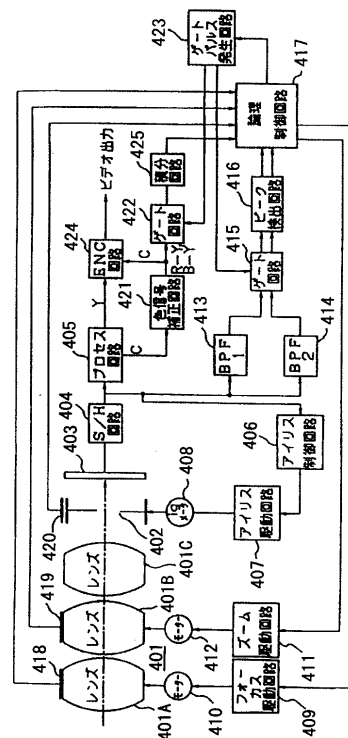 423
ゲート
パルス
発生回路
417
論理
制御回路
ビデオ出力
425
積分
回路
424
ENC
回路
422
ゲート
回路
416
ピーク
検出回路
415
ゲート
回路
Y
C
R-Y
B-Y
421
色信号
補正回路
405
プロセス
回路
C
413
BPF
1
BPF
2
414
404
S/H
回路
403
406
アイリス
制御回路
408
igメータ
407
アイリス
駆動回路
420
402
401C
レンズ
419
401B
レンズ
401
418
レンズ
401A
モーター
412
モーター
410
ズーム
駆動回路
411
フォー
カス
駆動回路
409